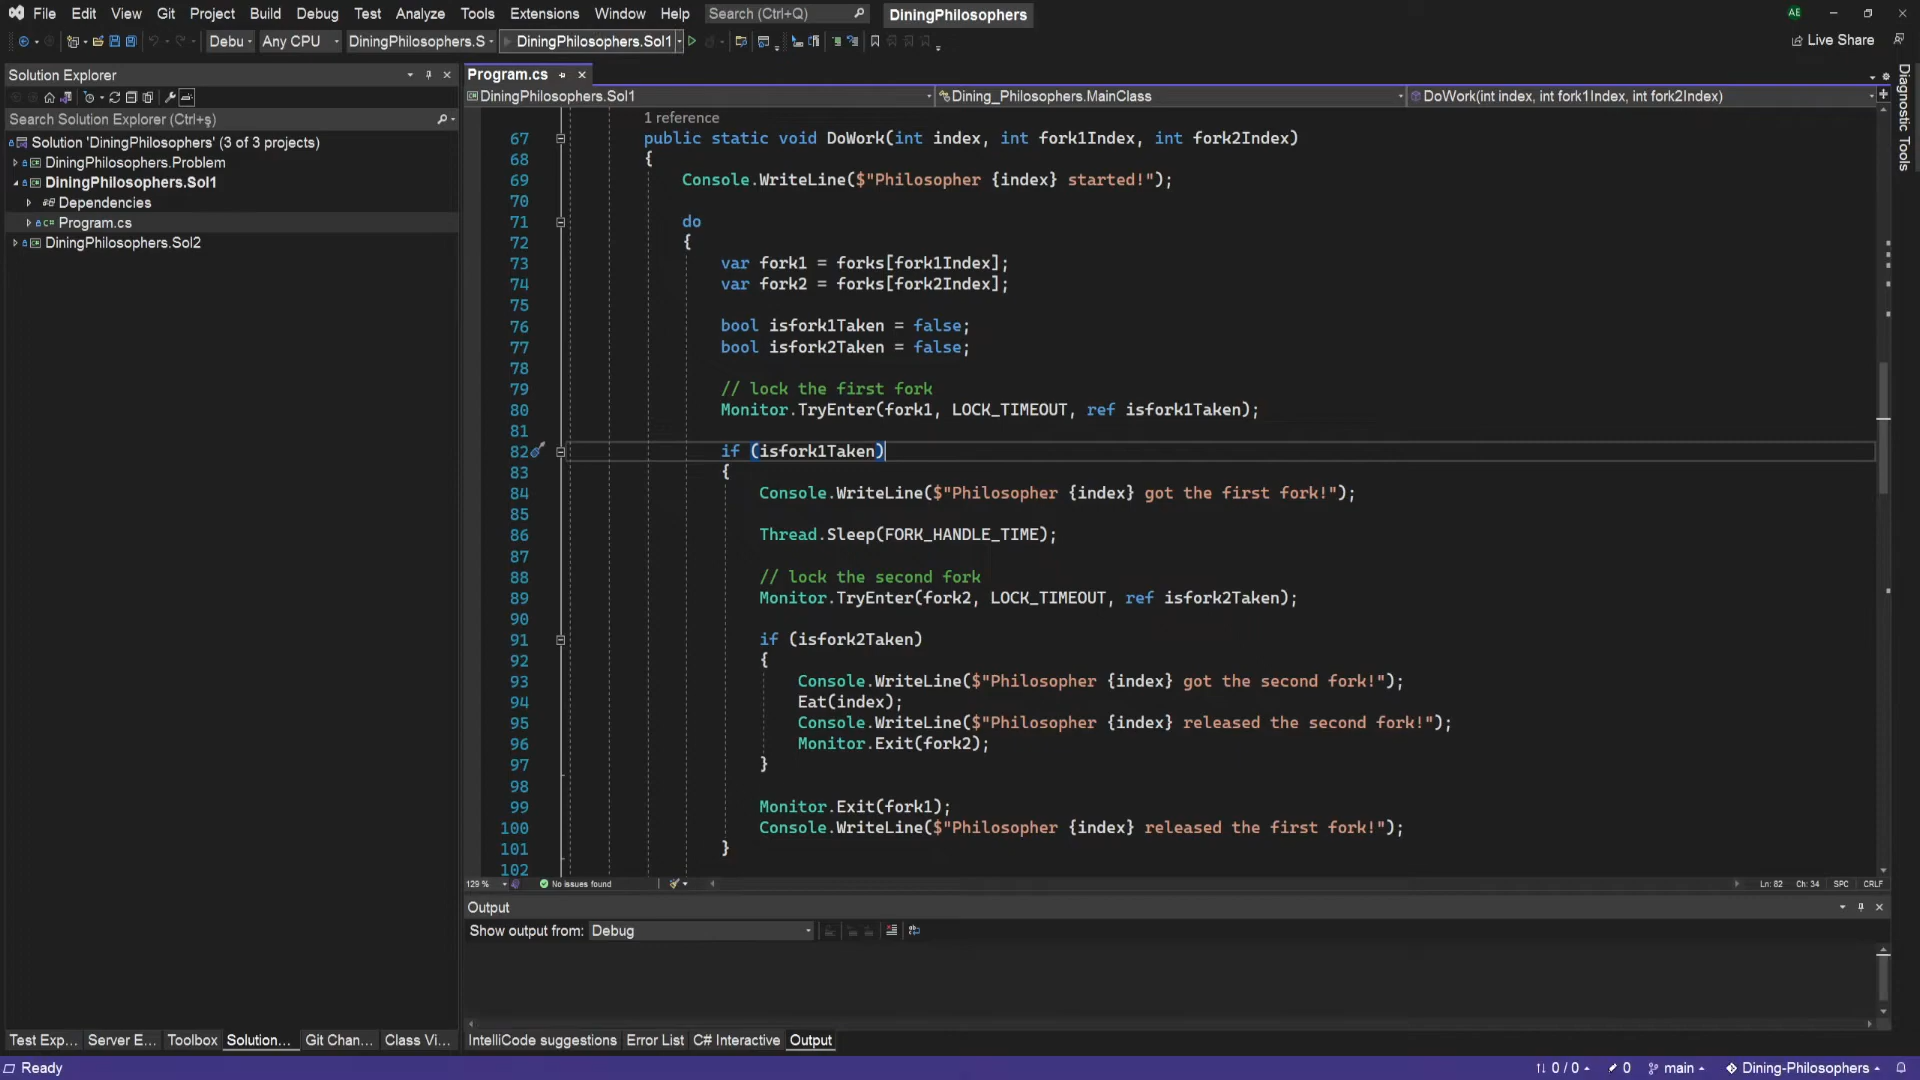 File Edit View Git Project Build Debug Test Analyze Tools Extensions Window Help Search (Ctrl+Q) DiningPhilosophers AE
Debu Any CPU DiningPhilosophers.S DiningPhilosophers.Sol1 Live Share
Solution Explorer
Search Solution Explorer (Ctrl+ş)
Solution 'DiningPhilosophers' (3 of 3 projects)
DiningPhilosophers.Problem
DiningPhilosophers.Sol1
Dependencies
C# Program.cs
DiningPhilosophers.Sol2
Program.cs
DiningPhilosophers.Sol1 Dining_Philosophers.MainClass DoWork(int index, int fork1Index, int fork2Index)
1 reference
67 public static void DoWork(int index, int fork1Index, int fork2Index)
68 {
69 Console.WriteLine($"Philosopher {index} started!");
70
71 do
72 {
73 var fork1 = forks[fork1Index];
74 var fork2 = forks[fork2Index];
75
76 bool isfork1Taken = false;
77 bool isfork2Taken = false;
78
79 // lock the first fork
80 Monitor.TryEnter(fork1, LOCK_TIMEOUT, ref isfork1Taken);
81
82 if (isfork1Taken)
83 {
84 Console.WriteLine($"Philosopher {index} got the first fork!");
85
86 Thread.Sleep(FORK_HANDLE_TIME);
87
88 // lock the second fork
89 Monitor.TryEnter(fork2, LOCK_TIMEOUT, ref isfork2Taken);
90
91 if (isfork2Taken)
92 {
93 Console.WriteLine($"Philosopher {index} got the second fork!");
94 Eat(index);
95 Console.WriteLine($"Philosopher {index} released the second fork!");
96 Monitor.Exit(fork2);
97 }
98
99 Monitor.Exit(fork1);
100 Console.WriteLine($"Philosopher {index} released the first fork!");
101 }
102
129 % No issues found Ln: 82 Ch: 34 SPC CRLF
Output
Show output from: Debug
Test Exp... Server E... Toolbox Solution... Git Chan... Class Vi... IntelliCode suggestions Error List C# Interactive Output
Ready 0 / 0 0 main Dining-Philosophers
Diagnostic Tools